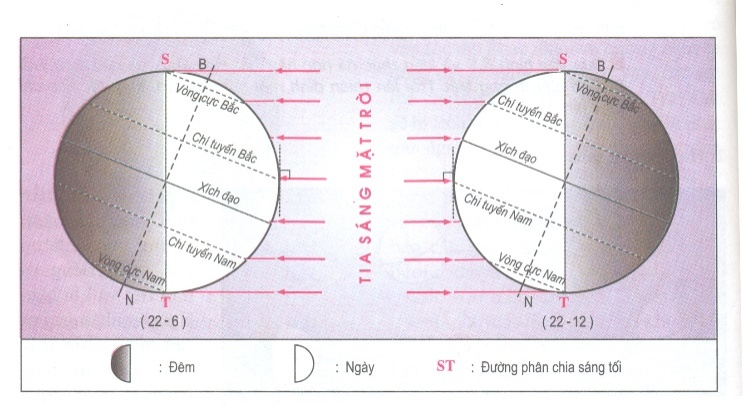 S
B
Vòng cực Bắc
Chí tuyến Bắc
Xích đạo
Chí tuyến Nam
Vòng cực Nam
N
T
( 22 - 6 )
TIA SÁNG MẶT TRỜI
S
B
Vòng cực Bắc
Chí tuyến Bắc
Xích đạo
Chí tuyến Nam
Vòng cực Nam
N
T
( 22 - 12 )
: Đêm
: Ngày
ST : Đường phân chia sáng tối